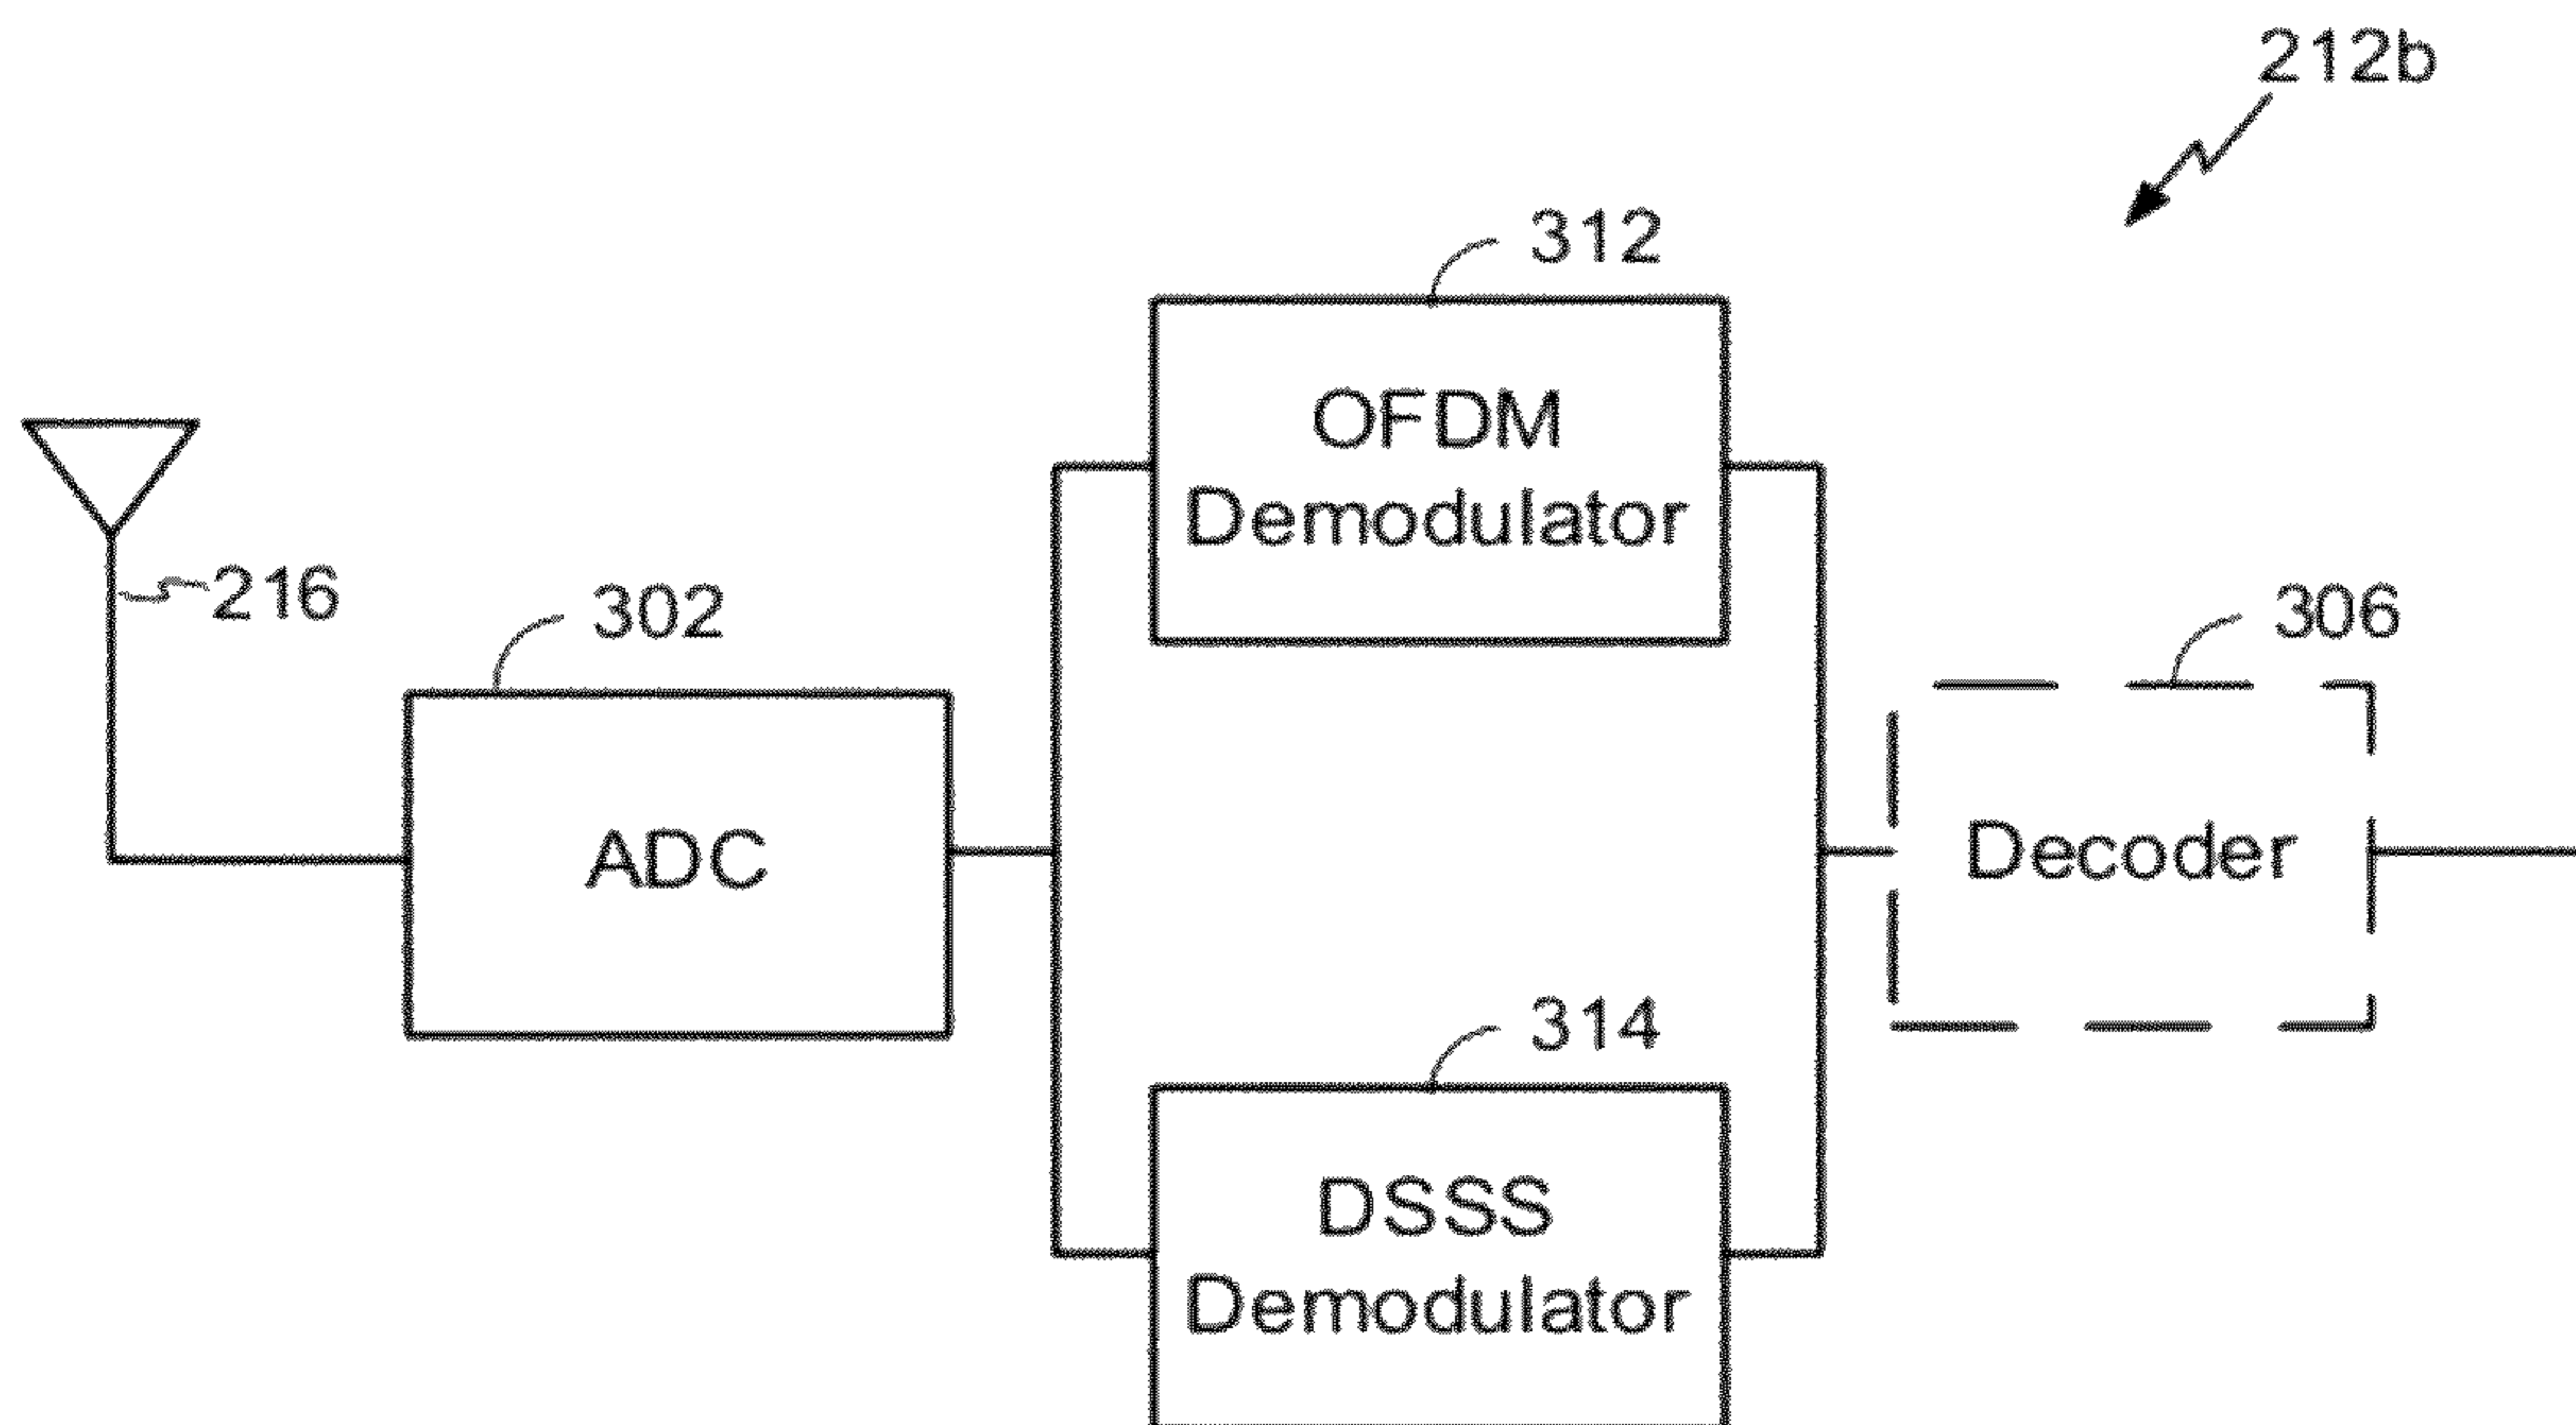 212b
312
OFDM
Demodulator
216
302
306
ADC
Decoder
314
DSSS
Demodulator